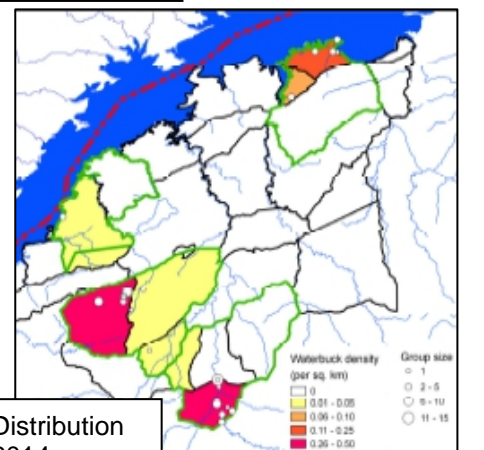 Waterbuck density
(per sq. km)
0
0.01 - 0.05
0.06 - 0.10
0.11 - 0.25
0.26 - 0.50
Group size
1
2 - 5
6 - 10
11 - 15
Distribution
2014